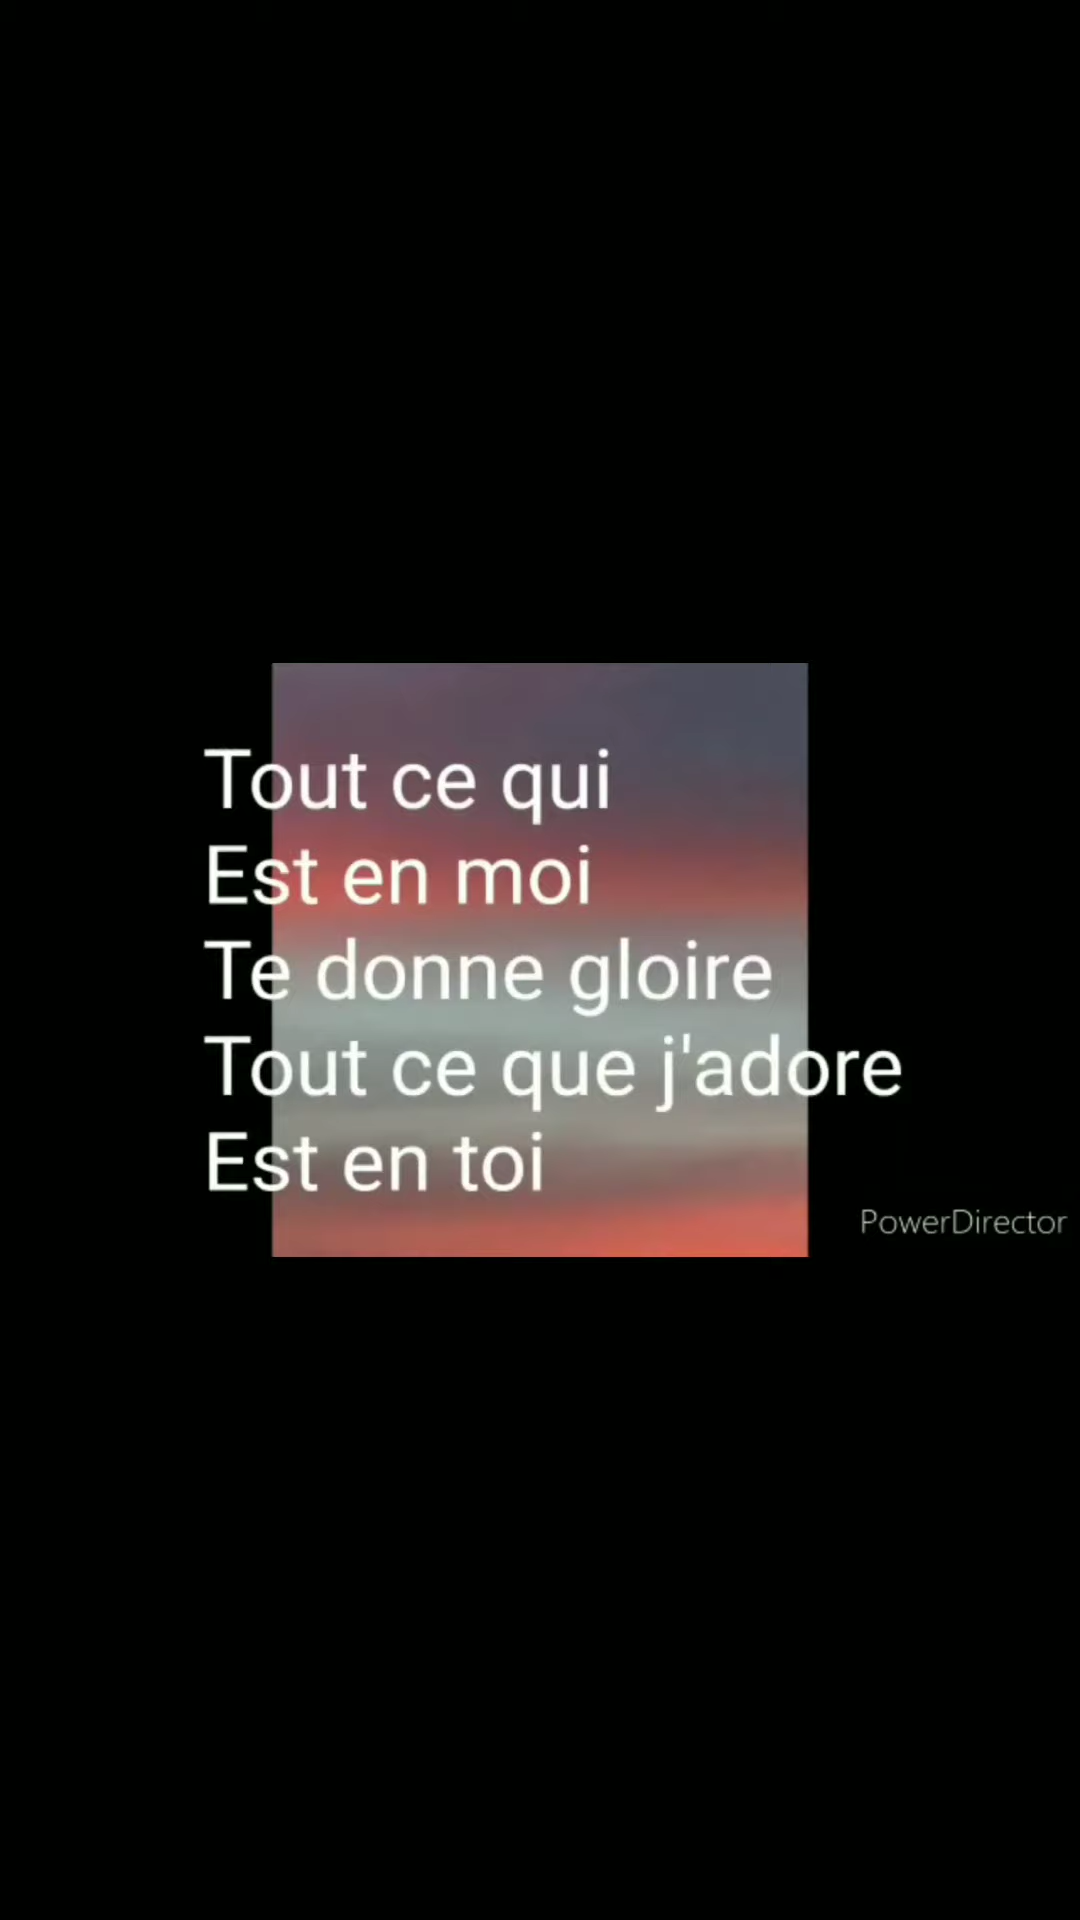 Tout ce qui
Est en moi
Te donne gloire
Tout ce que j'adore
Est en toi
PowerDirector